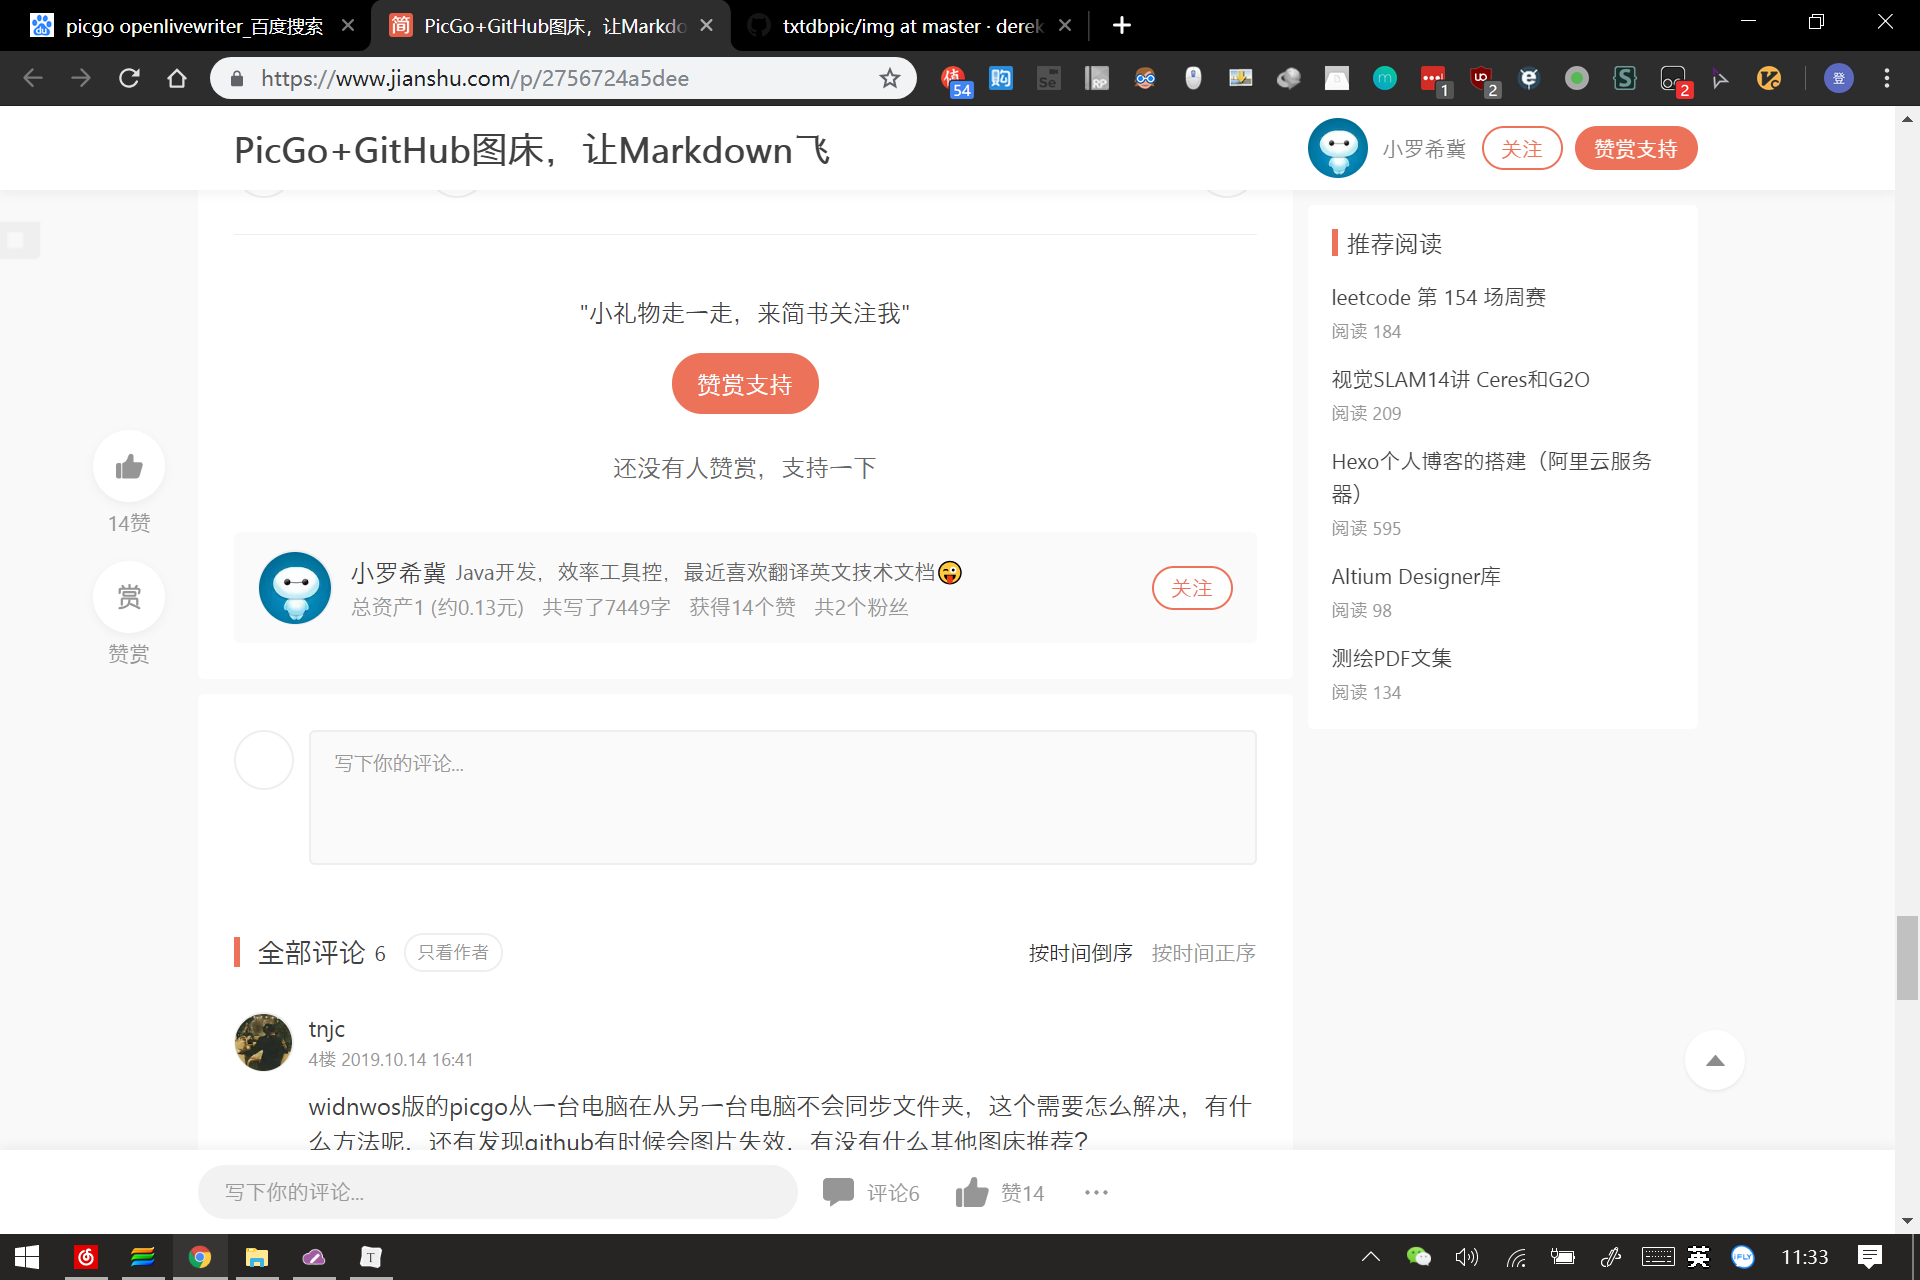 picgo openlivewriter_百度搜索
简
PicGo+GitHub图床，让Markdo
txtdbpic/img at master · derek
https://www.jianshu.com/p/2756724a5dee
值
54
购
Se
RP
m
1
UO
2
S
2
登
PicGo+GitHub图床，让Markdown飞
小罗希冀
关注
赞赏支持
"小礼物走一走，来简书关注我"
赞赏支持
还没有人赞赏，支持一下
14赞
赏
赞赏
小罗希冀 Java开发，效率工具控，最近喜欢翻译英文技术文档😜
总资产1 (约0.13元) 共写了7449字 获得14个赞 共2个粉丝
关注
推荐阅读
leetcode 第 154 场周赛
阅读 184
视觉SLAM14讲 Ceres和G2O
阅读 209
Hexo个人博客的搭建（阿里云服务
器）
阅读 595
Altium Designer库
阅读 98
测绘PDF文集
阅读 134
写下你的评论...
全部评论 6
只看作者
按时间倒序 按时间正序
tnjc
4楼 2019.10.14 16:41
widnwos版的picgo从一台电脑在从另一台电脑不会同步文件夹，这个需要怎么解决，有什
么方法呢，还有发现github有时候会图片失效，有没有什么其他图床推荐？
写下你的评论...
评论6
赞14
T
英
iFLY
11:33